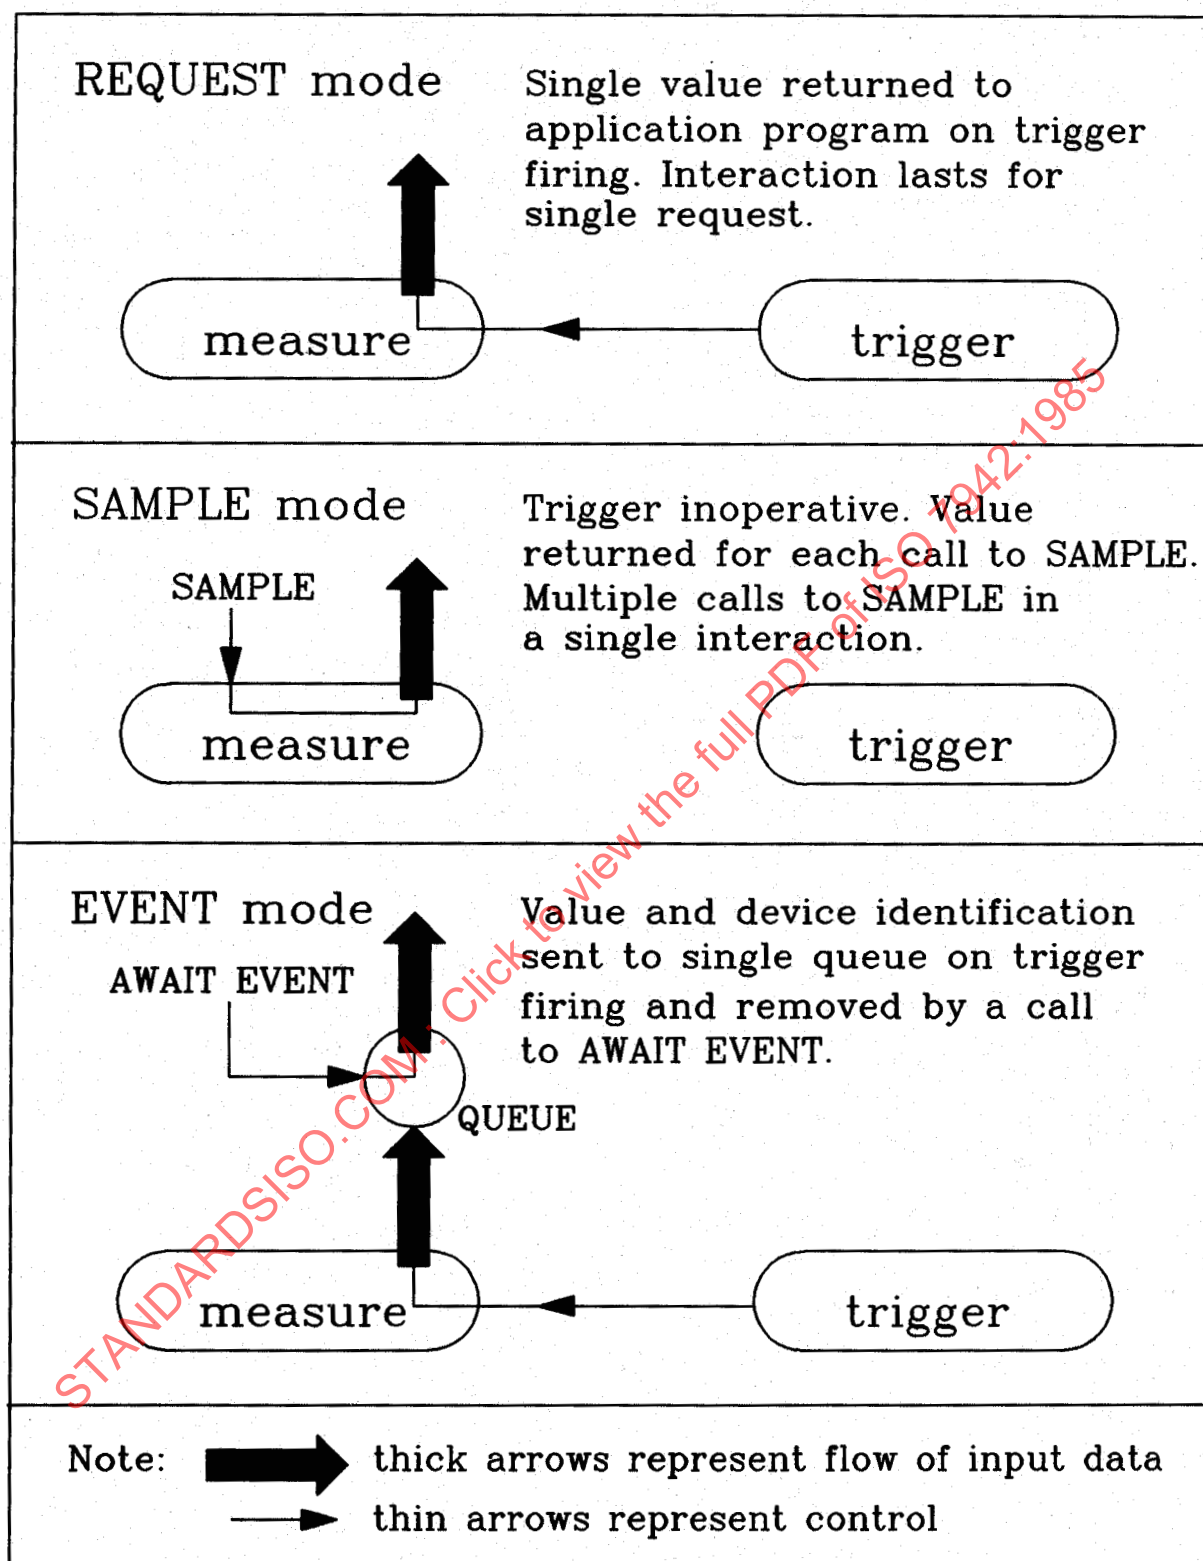 REQUEST mode
Single value returned to
application program on trigger
firing. Interaction lasts for
single request.
measure
trigger
SAMPLE mode
Trigger inoperative. Value
returned for each call to SAMPLE.
Multiple calls to SAMPLE in
a single interaction.
SAMPLE
measure
trigger
EVENT mode
Value and device identification
sent to single queue on trigger
firing and removed by a call
to AWAIT EVENT.
AWAIT EVENT
QUEUE
measure
trigger
Note:
thick arrows represent flow of input data
thin arrows represent control
STANDARDSISO.COM : Click to view the full PDF of ISO 7942:1985